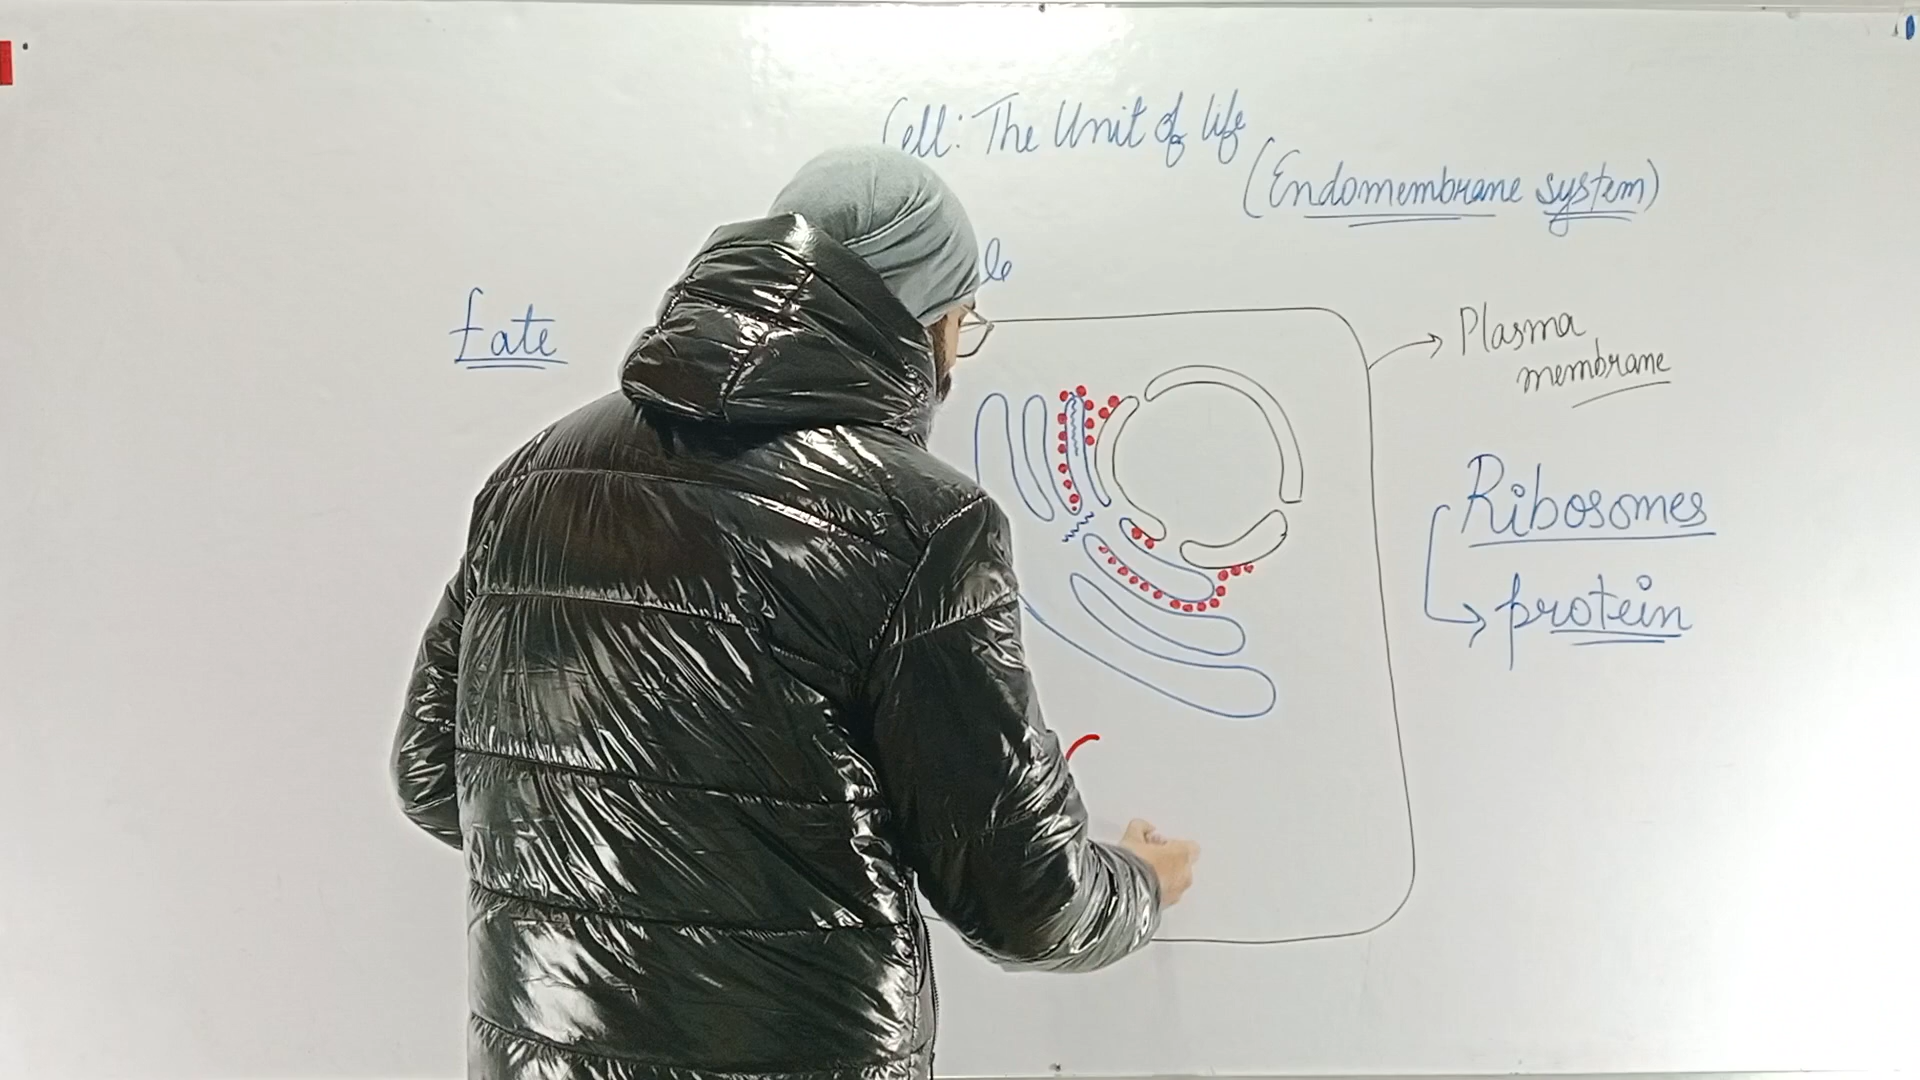 Cell: The Unit of life
(Endomembrane system)
fate
Plasma
membrane
Ribosomes
protein